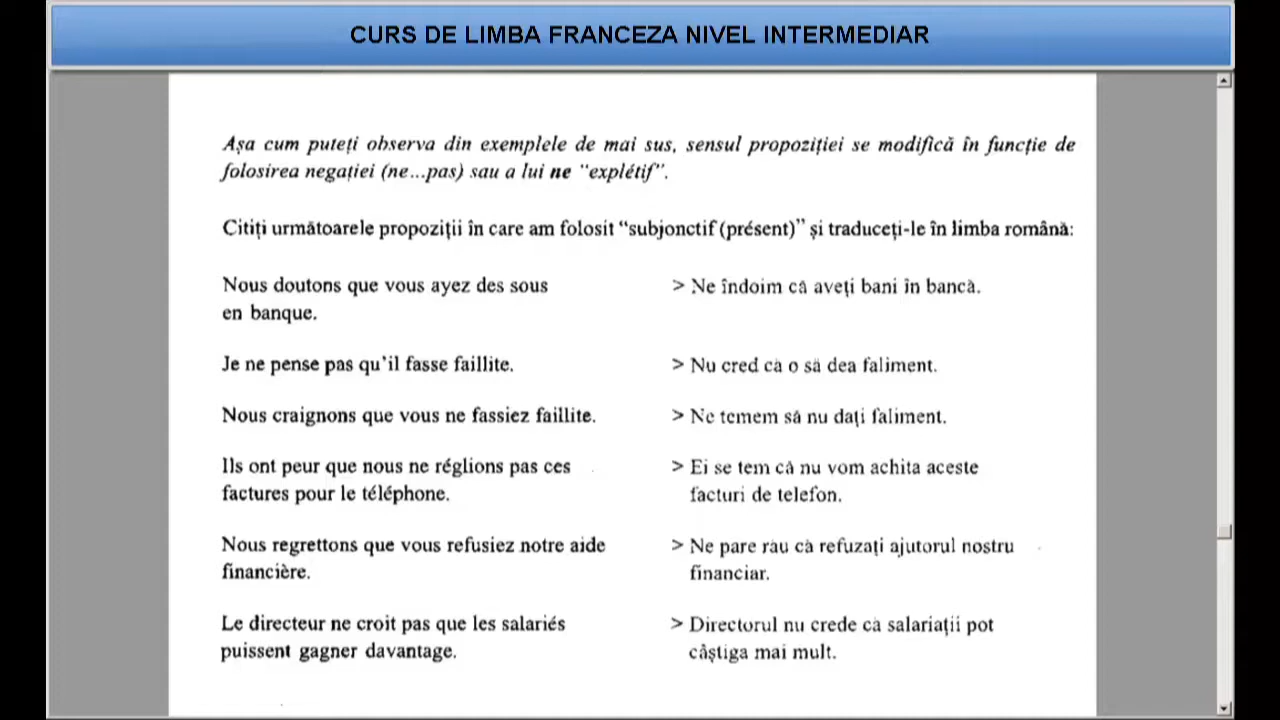 CURS DE LIMBA FRANCEZA NIVEL INTERMEDIAR
Așa cum puteți observa din exemplele de mai sus, sensul propoziției se modifică în funcție de
folosirea negației (ne...pas) sau a lui ne "explétif".
Citiți următoarele propoziții în care am folosit "subjonctif (présent)" și traduceți-le în limba română:
Nous doutons que vous ayez des sous
en banque.
> Ne îndoim că aveți bani în bancă.
Je ne pense pas qu'il fasse faillite.
> Nu cred că o să dea faliment.
Nous craignons que vous ne fassiez faillite.
> Ne temem să nu dați faliment.
Ils ont peur que nous ne réglions pas ces
factures pour le téléphone.
> Ei se tem că nu vom achita aceste
facturi de telefon.
Nous regrettons que vous refusiez notre aide
financière.
> Ne pare rău că refuzați ajutorul nostru
financiar.
Le directeur ne croit pas que les salariés
puissent gagner davantage.
> Directorul nu crede că salariații pot
câștiga mai mult.